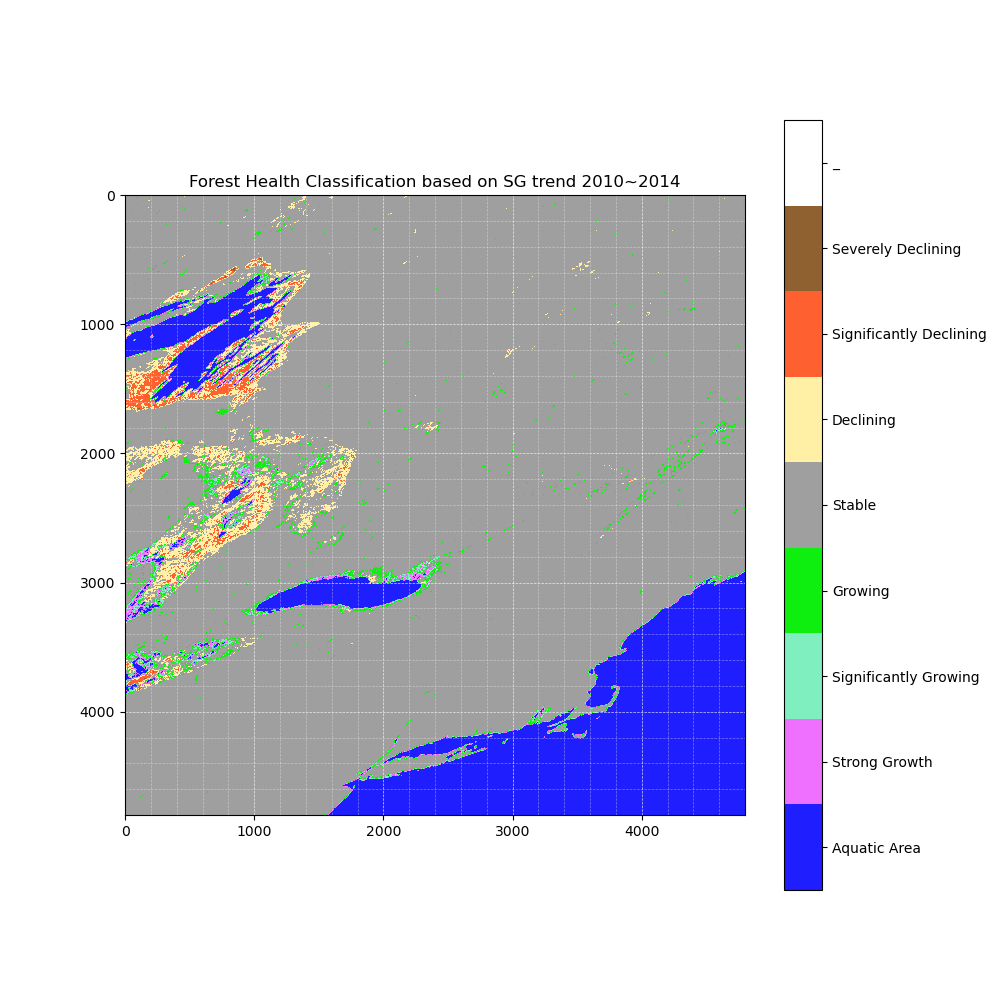 Forest Health Classification based on SG trend 2010~2014
0
1000
2000
3000
4000
0
1000
2000
3000
4000
–
Severely Declining
Significantly Declining
Declining
Stable
Growing
Significantly Growing
Strong Growth
Aquatic Area